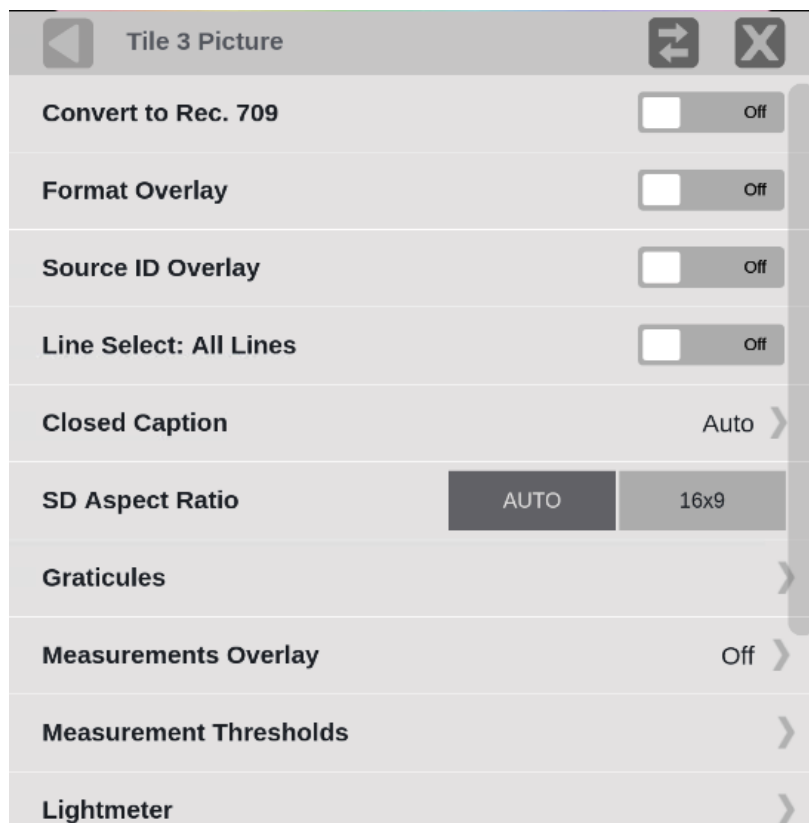 Tile 3 Picture
Convert to Rec. 709 Off
Format Overlay Off
Source ID Overlay Off
Line Select: All Lines Off
Closed Caption Auto
SD Aspect Ratio AUTO 16x9
Graticules
Measurements Overlay Off
Measurement Thresholds
Lightmeter